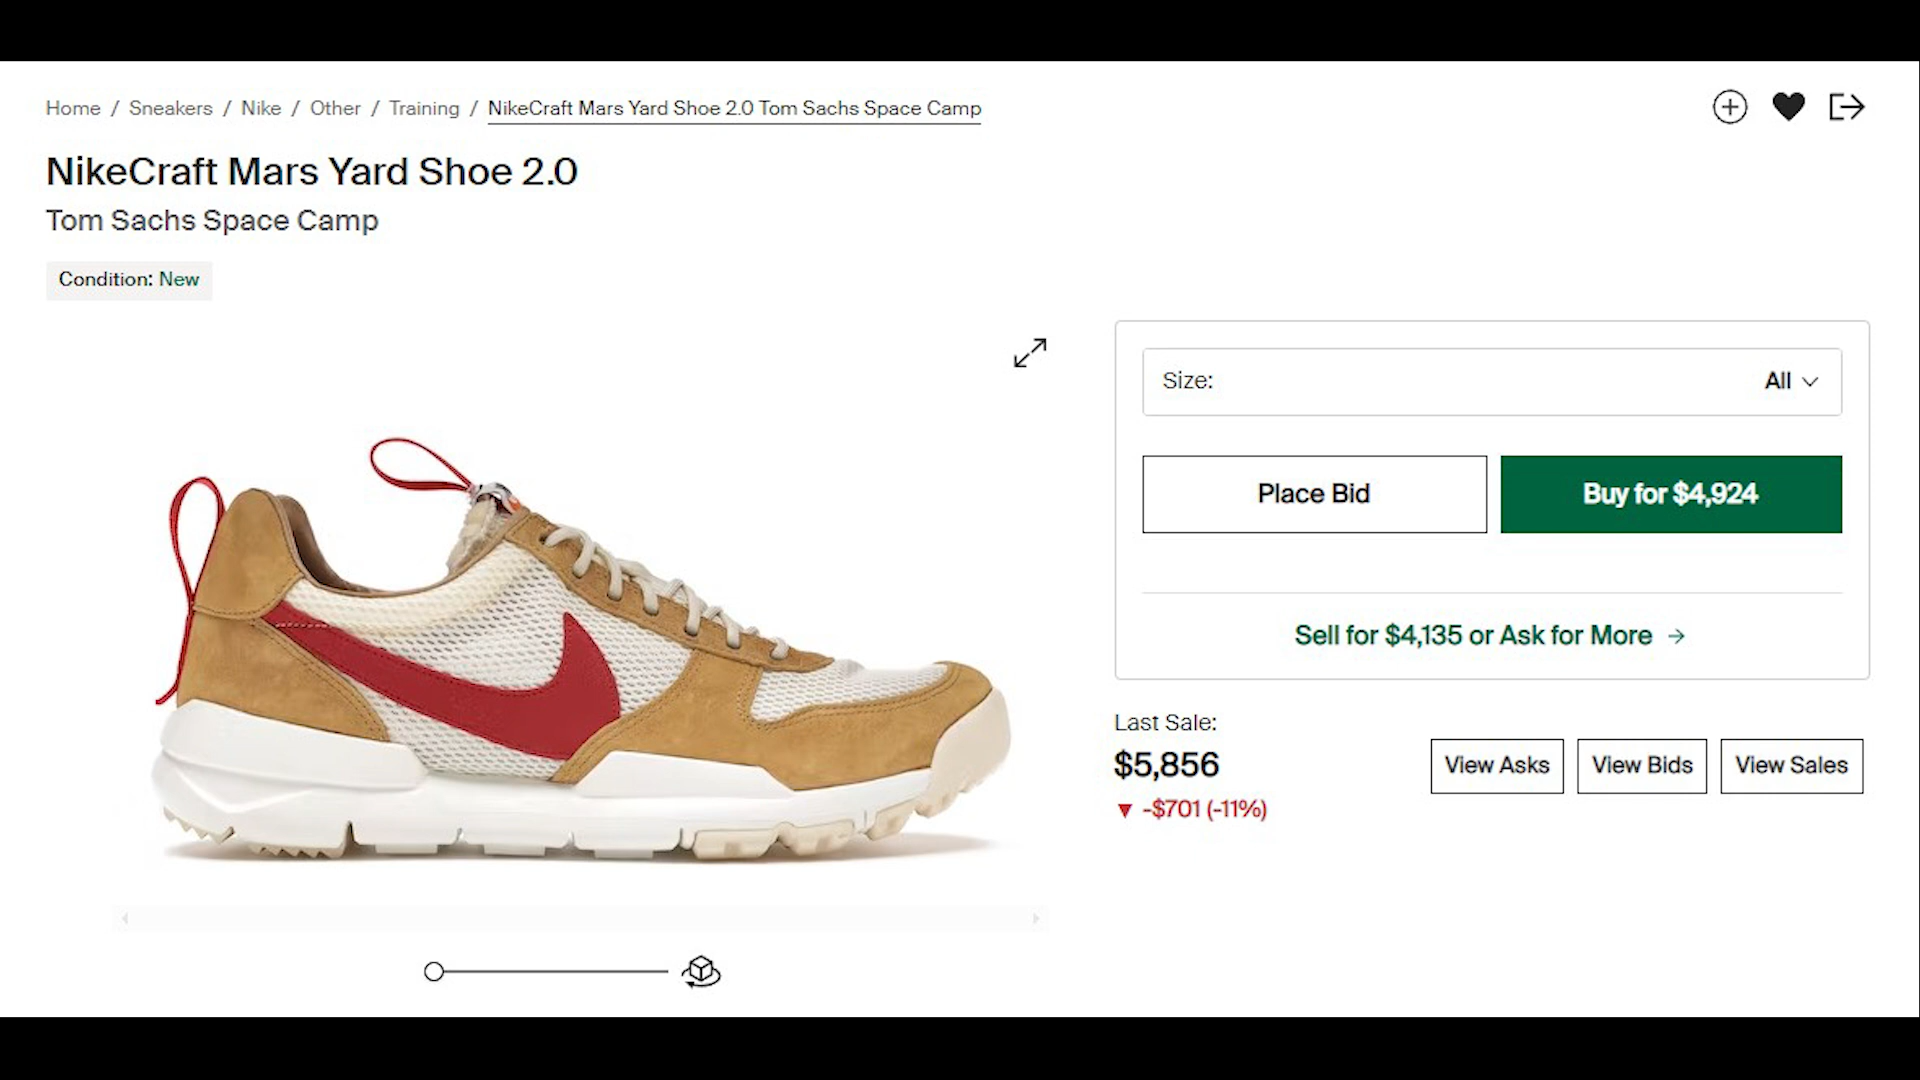 Home / Sneakers / Nike / Other / Training / NikeCraft Mars Yard Shoe 2.0 Tom Sachs Space Camp
NikeCraft Mars Yard Shoe 2.0
Tom Sachs Space Camp
Condition: New
Size: All
Place Bid
Buy for $4,924
Sell for $4,135 or Ask for More →
Last Sale:
$5,856
▼ -$701 (-11%)
View Asks
View Bids
View Sales